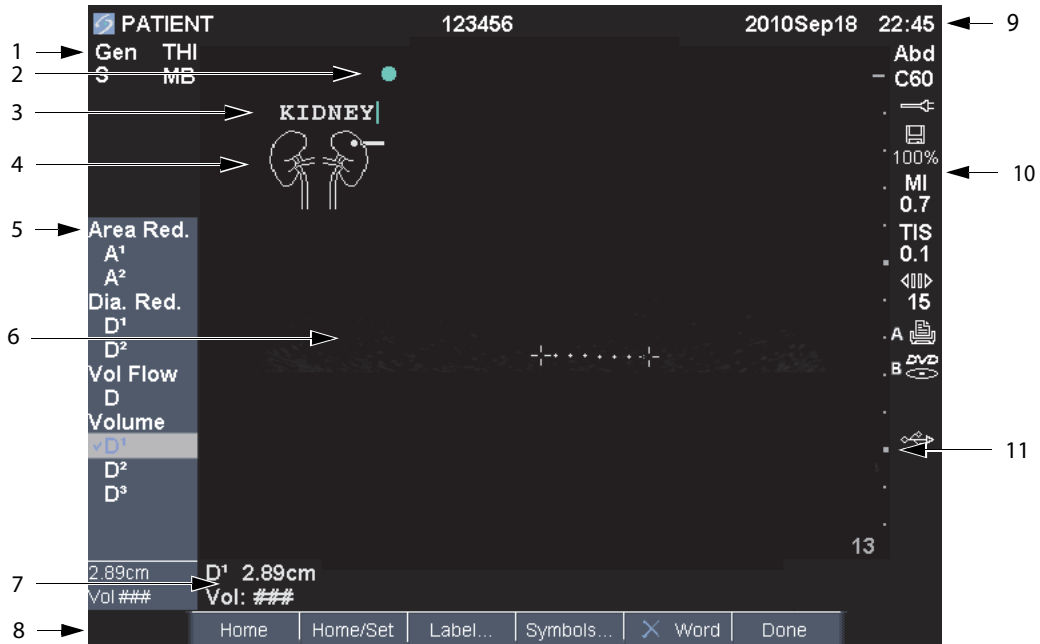 PATIENT 123456 2010Sep18 22:45 9
1 Gen THI Abd
2 S MB C60
3 KIDNEY
4 100% 10
MI
0.7
5 Area Red. TIS
A¹ 0.1
A²
Dia. Red. 15
D¹
6 D² A
Vol Flow B DVD
D
Volume
✓D¹ 11
D²
D³
13
2.89cm D¹ 2.89cm
7 Vol ### Vol: ###
8 Home Home/Set Label... Symbols... X Word Done